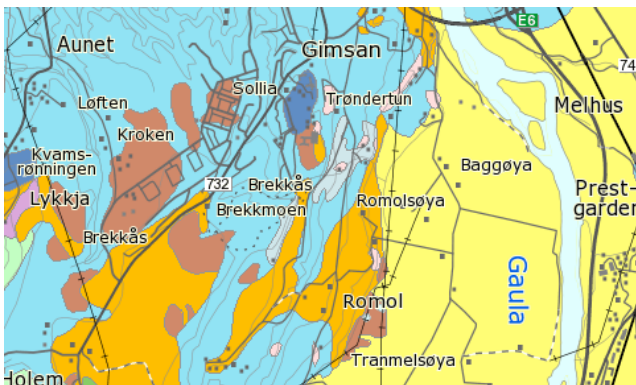 E6
Aunet
Gimsan
74
Sollia
Løften
Trøndertun
Melhus
Kroken
Kvams-
rønningen
Baggøya
732
Brekkås
Lykkja
Prest-
garden
Romolsøya
Brekkmoen
Brekkås
Gaula
Romol
Tranmelsøya
Holem